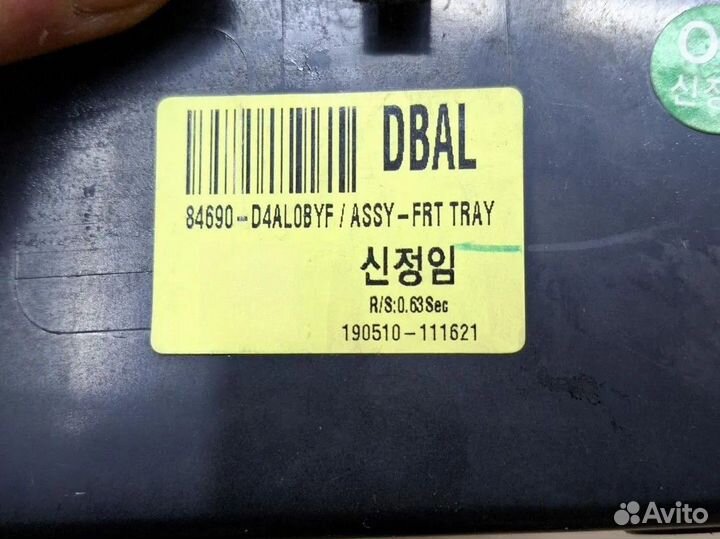 DBAL
84690-D4AL0BYF / ASSY-FRT TRAY
신정임
R/S:0.63Sec
190510-111621
신정
Avito